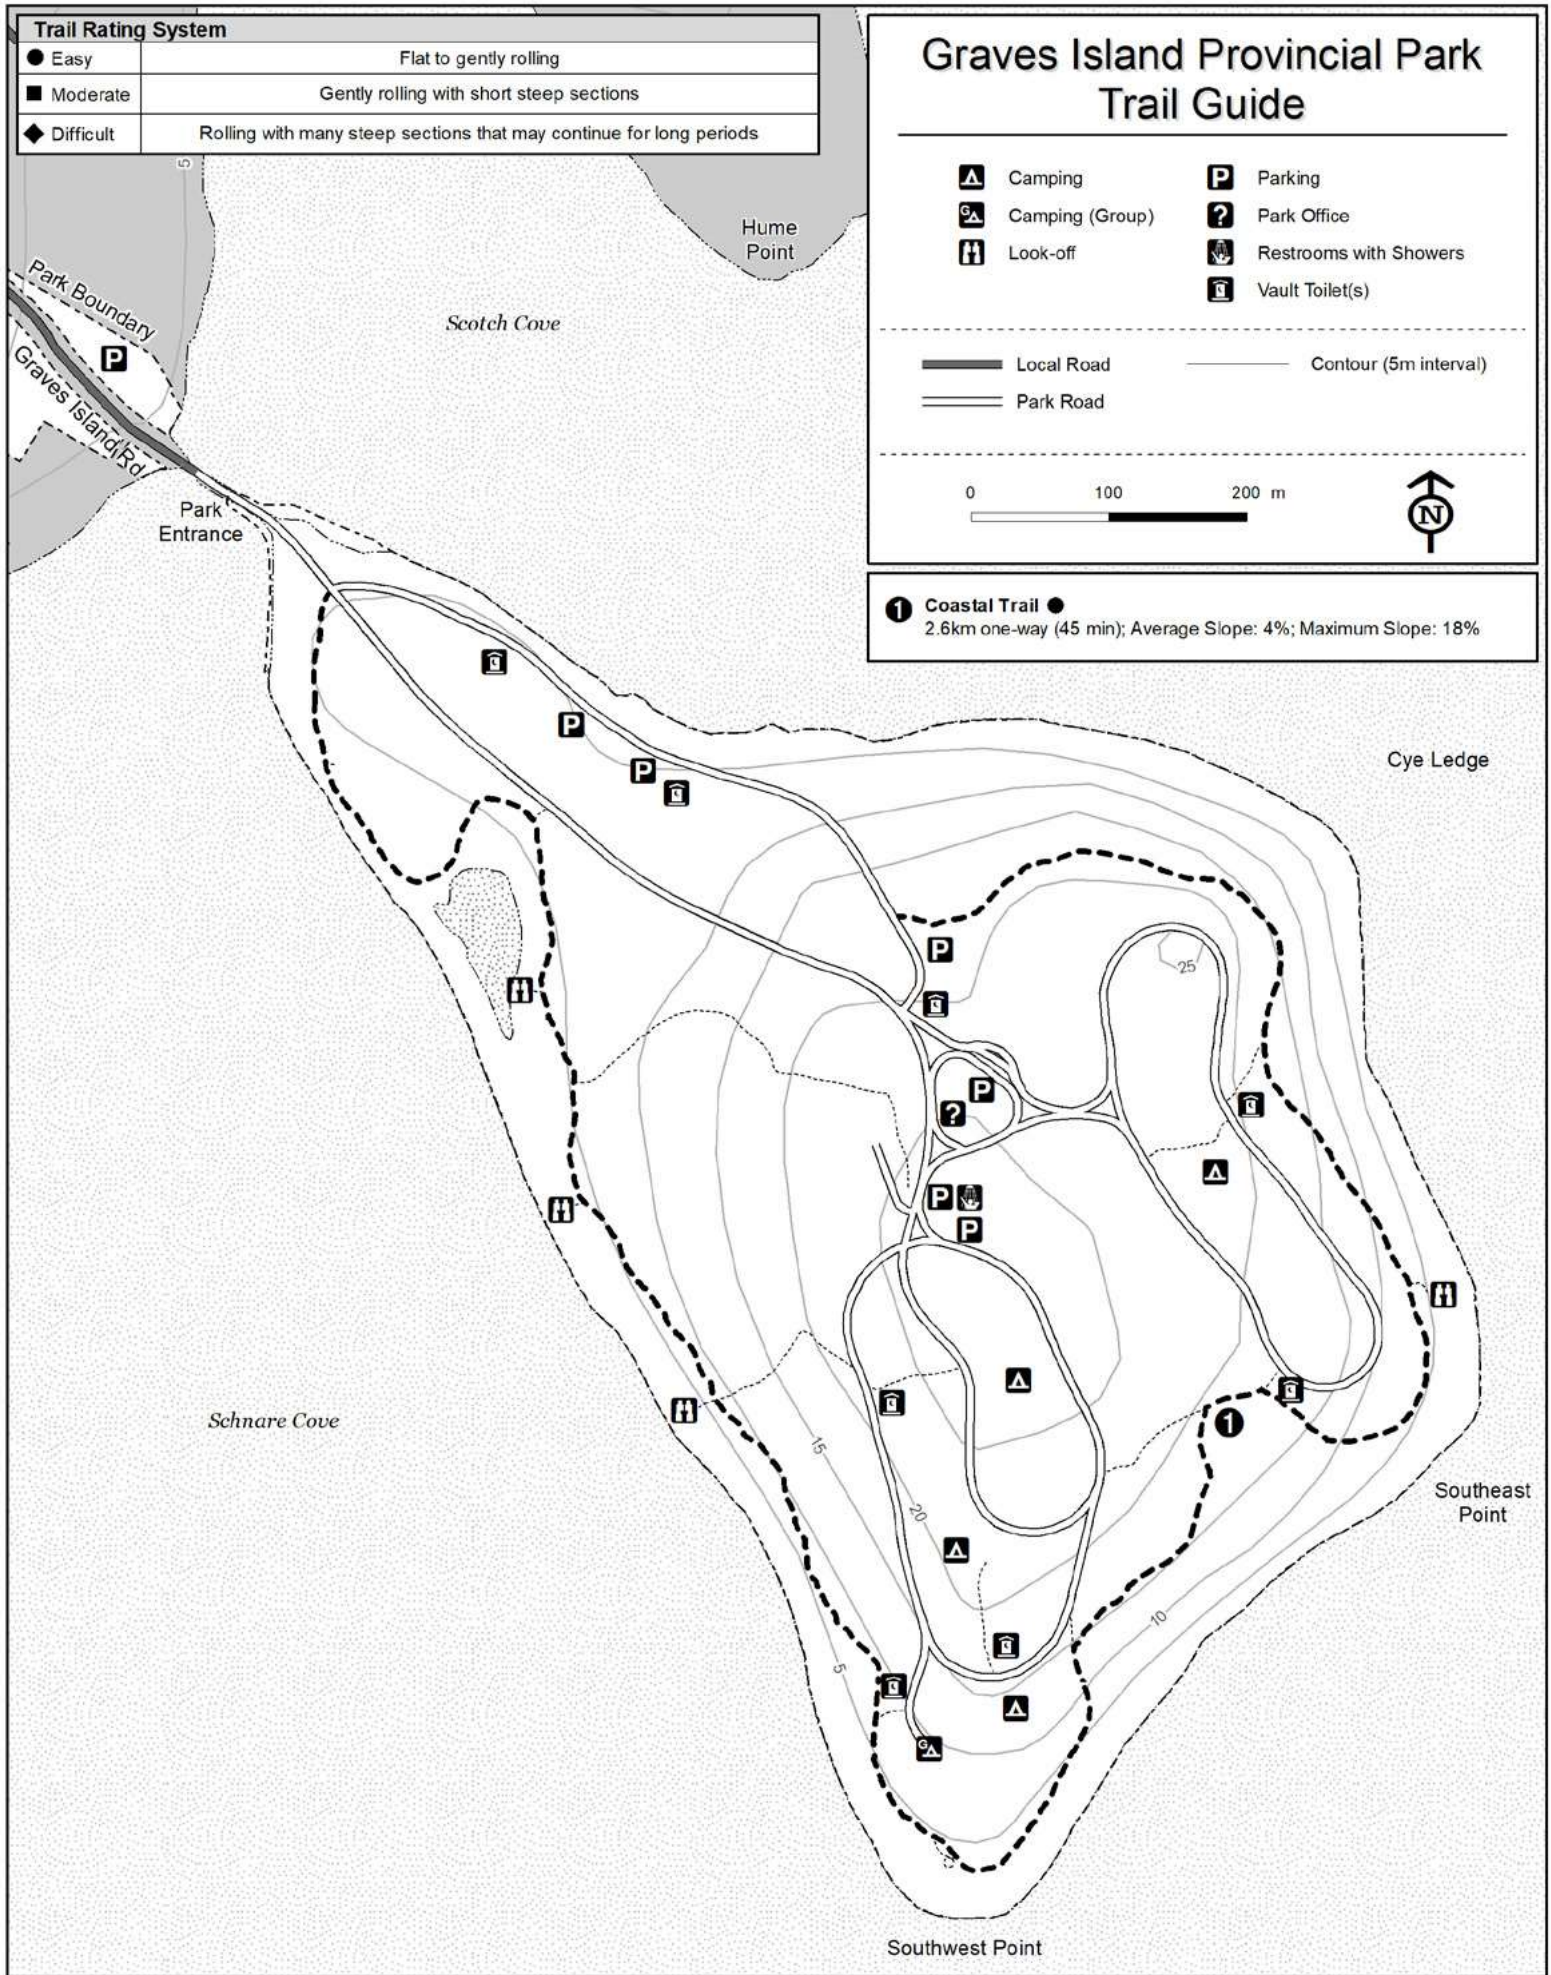 Trail Rating System
Easy
Flat to gently rolling
Moderate
Gently rolling with short steep sections
Difficult
Rolling with many steep sections that may continue for long periods
Graves Island Provincial Park
Trail Guide
Camping
Camping (Group)
Look-off
Parking
Park Office
Restrooms with Showers
Vault Toilet(s)
Local Road
Park Road
Contour (5m interval)
0 100 200 m
N
1 Coastal Trail
2.6km one-way (45 min); Average Slope: 4%; Maximum Slope: 18%
5
Hume
Point
Scotch Cove
Park Boundary
P
Graves Island Rd
Park
Entrance
P
P
Cye Ledge
P
25
P
?
P
P
1
Schnare Cove
15
20
Southeast
Point
10
5
G
Southwest Point